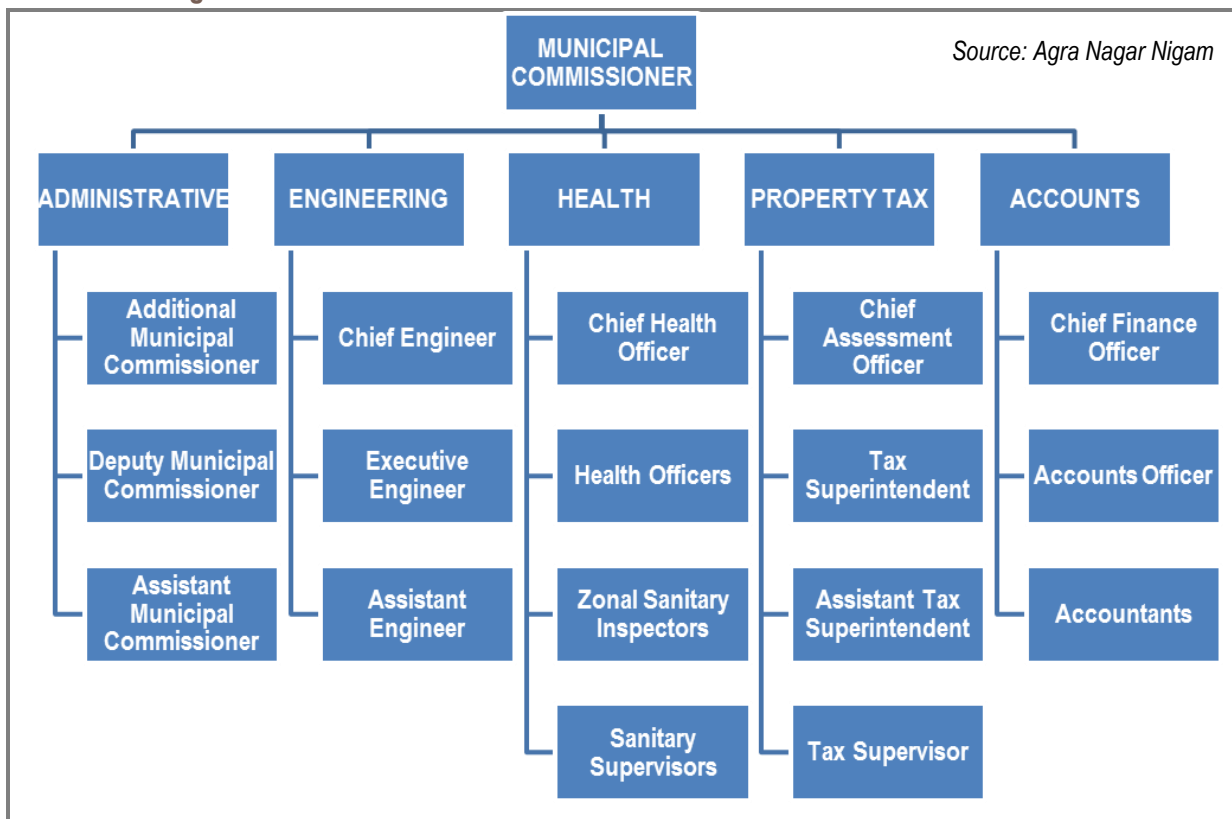 MUNICIPAL
COMMISSIONER
Source: Agra Nagar Nigam
ADMINISTRATIVE
ENGINEERING
HEALTH
PROPERTY TAX
ACCOUNTS
Additional
Municipal
Commissioner
Chief Engineer
Chief Health
Officer
Chief
Assessment
Officer
Chief Finance
Officer
Deputy Municipal
Commissioner
Executive
Engineer
Health Officers
Tax
Superintendent
Accounts Officer
Assistant
Municipal
Commissioner
Assistant
Engineer
Zonal Sanitary
Inspectors
Assistant Tax
Superintendent
Accountants
Sanitary
Supervisors
Tax Supervisor